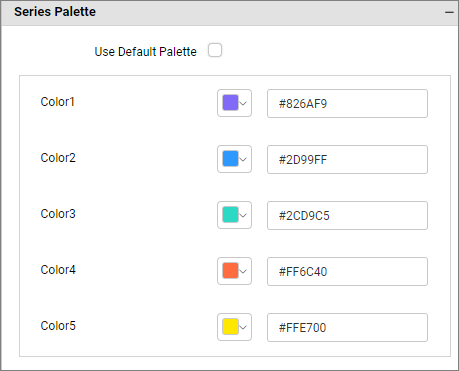 Series Palette
Use Default Palette
Color1 #826AF9
Color2 #2D99FF
Color3 #2CD9C5
Color4 #FF6C40
Color5 #FFE700